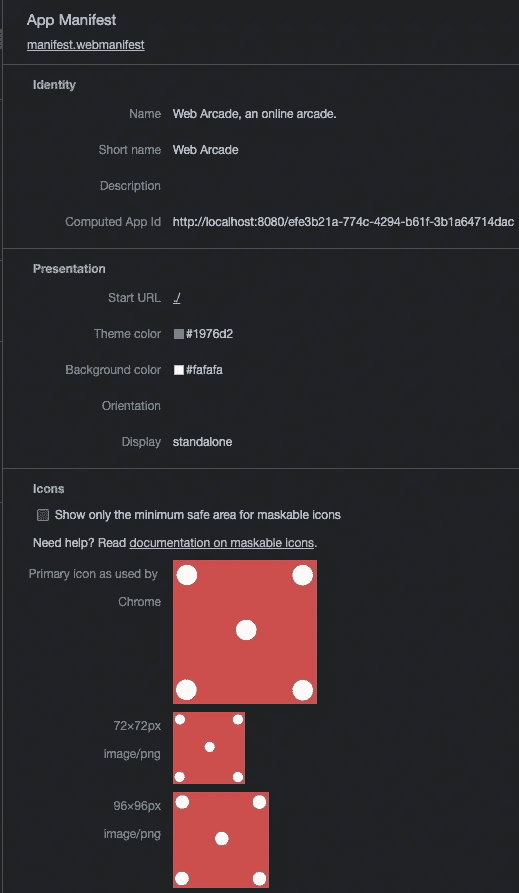 App Manifest
manifest.webmanifest
Identity
Name Web Arcade, an online arcade.
Short name Web Arcade
Description
Computed App Id http://localhost:8080/efe3b21a-774c-4294-b61f-3b1a64714dac
Presentation
Start URL ./
Theme color #1976d2
Background color #fafafa
Orientation
Display standalone
Icons
Show only the minimum safe area for maskable icons
Need help? Read documentation on maskable icons.
Primary icon as used by
Chrome
72×72px
image/png
96×96px
image/png